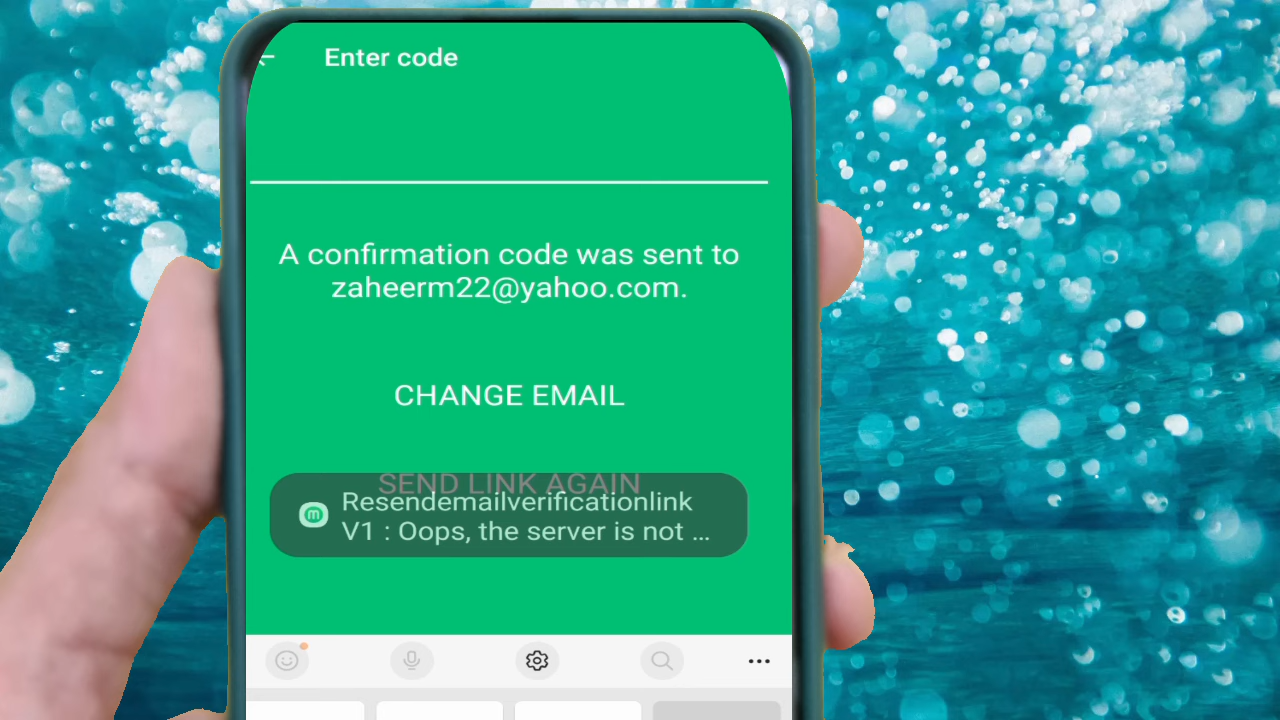 Enter code
A confirmation code was sent to
zaheerm22@yahoo.com.
CHANGE EMAIL
SEND LINK AGAIN
Resendemailverificationlink
V1 : Oops, the server is not ...